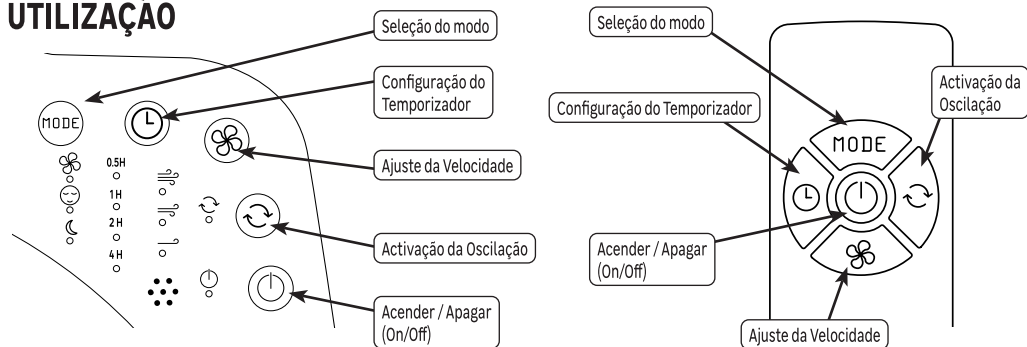 UTILIZAÇÃO
Seleção do modo
Configuração do
Temporizador
Ajuste da Velocidade
Activação da Oscilação
Acender / Apagar
(On/Off)
MODE
0.5H
1H
2H
4H
Seleção do modo
Configuração do Temporizador
Activação da
Oscilação
MODE
Acender / Apagar
(On/Off)
Ajuste da Velocidade